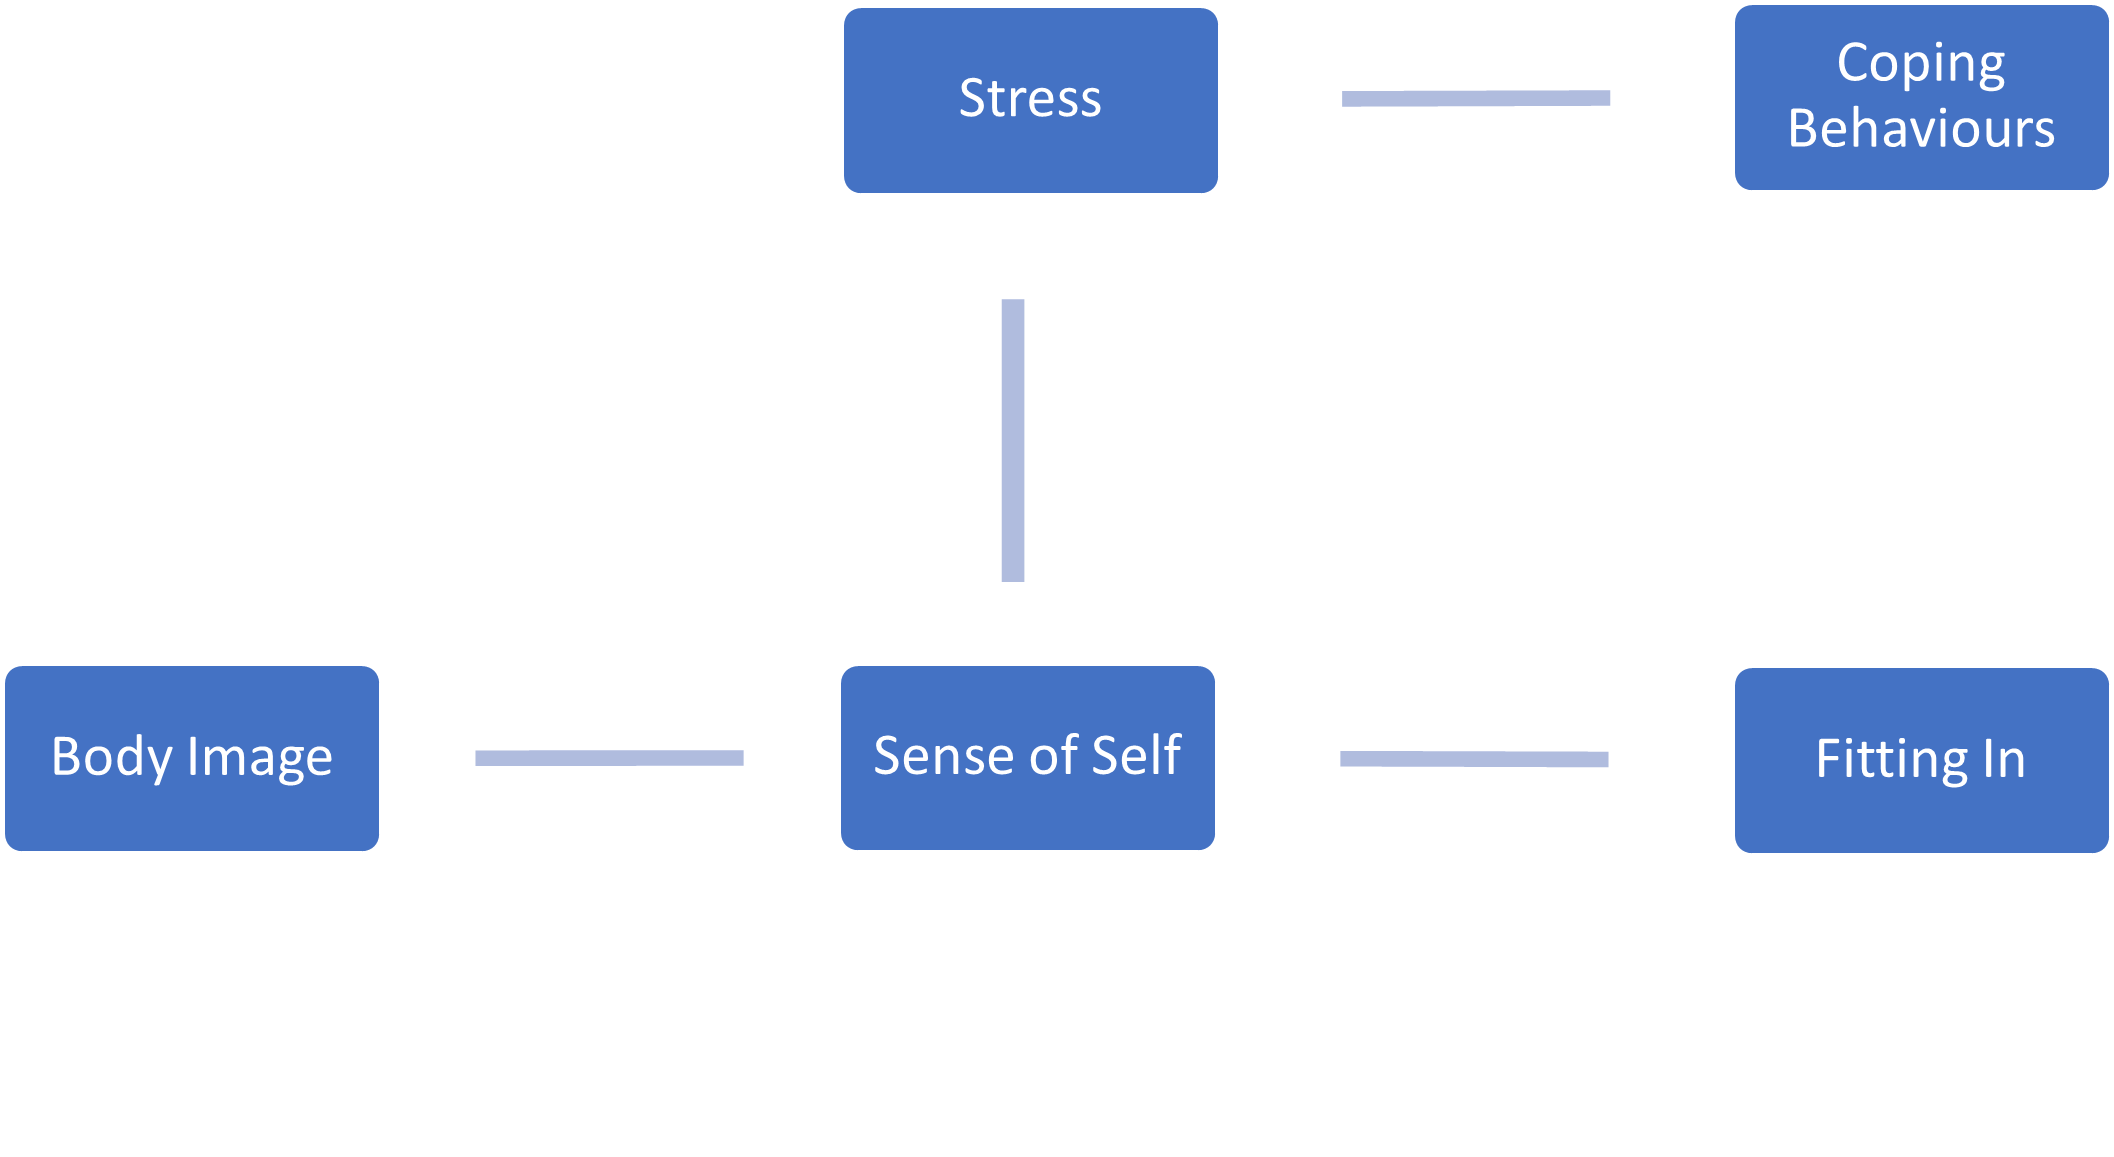 Stress
Coping
Behaviours
Body Image
Sense of Self
Fitting In